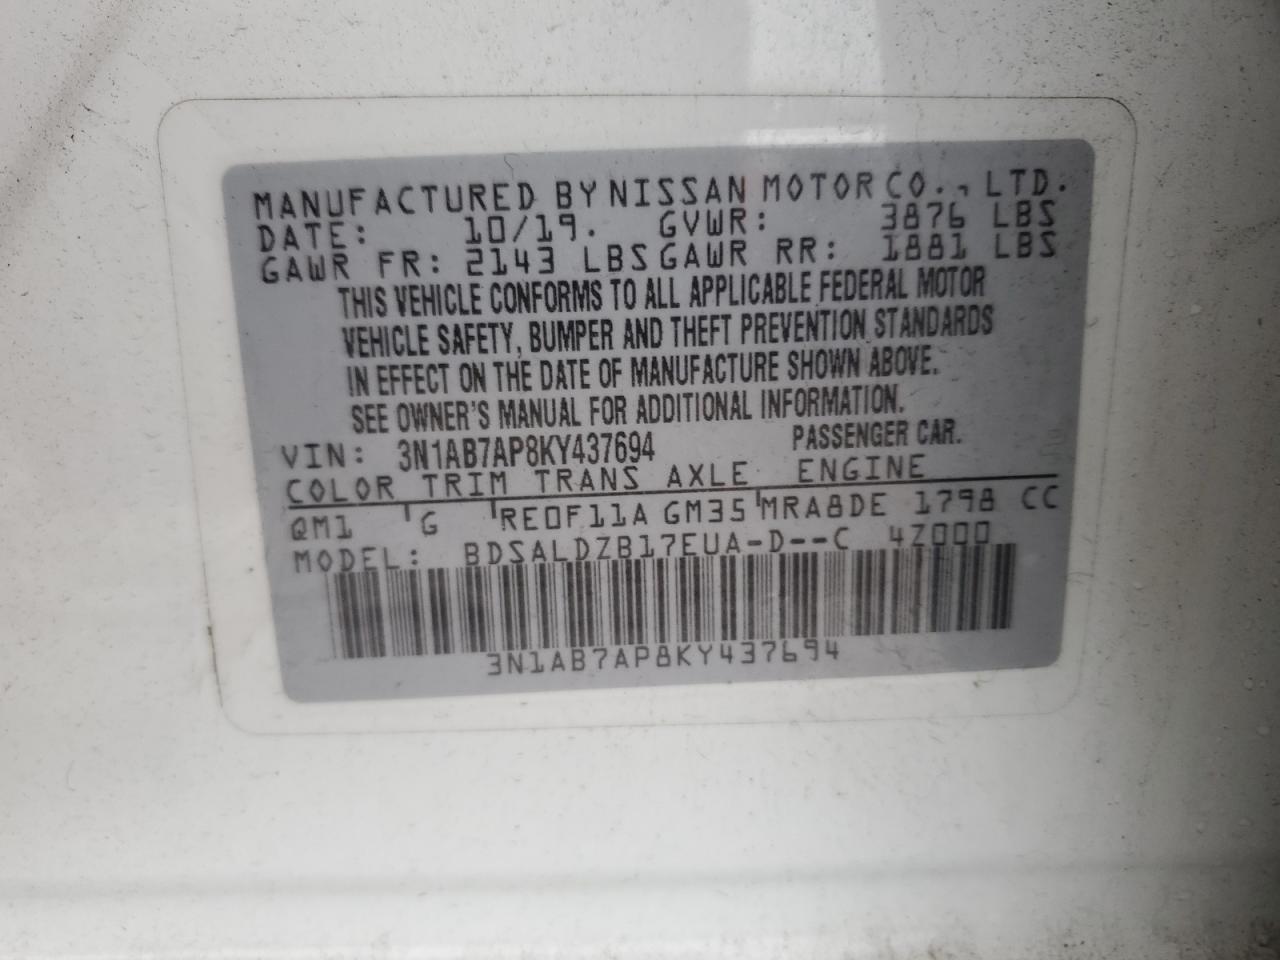 MANUFACTURED BY NISSAN MOTOR CO., LTD.
DATE: 10/19. GVWR: 3876 LBS
GAWR FR: 2143 LBS GAWR RR: 1881 LBS
THIS VEHICLE CONFORMS TO ALL APPLICABLE FEDERAL MOTOR
VEHICLE SAFETY, BUMPER AND THEFT PREVENTION STANDARDS
IN EFFECT ON THE DATE OF MANUFACTURE SHOWN ABOVE.
SEE OWNER'S MANUAL FOR ADDITIONAL INFORMATION.
VIN: 3N1AB7AP8KY437694 PASSENGER CAR.
COLOR TRIM TRANS AXLE ENGINE
QM1 G RE0F11A GM35 MRA8DE 1798 CC
MODEL: BDSALDZB17EUA-D--C 4Z000
3N1AB7AP8KY437694